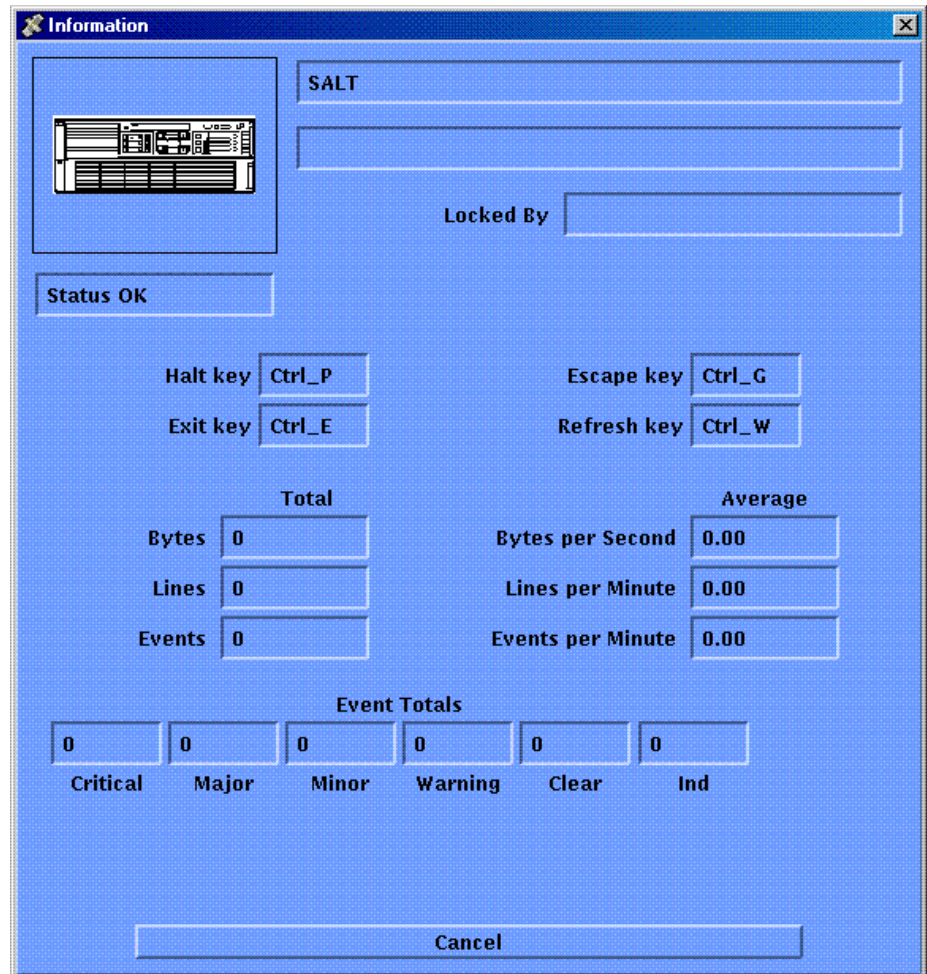 Information
SALT
Locked By
Status OK
Halt key Ctrl_P Escape key Ctrl_G
Exit key Ctrl_E Refresh key Ctrl_W
Total Average
Bytes 0 Bytes per Second 0.00
Lines 0 Lines per Minute 0.00
Events 0 Events per Minute 0.00
Event Totals
0 0 0 0 0 0
Critical Major Minor Warning Clear Ind
Cancel